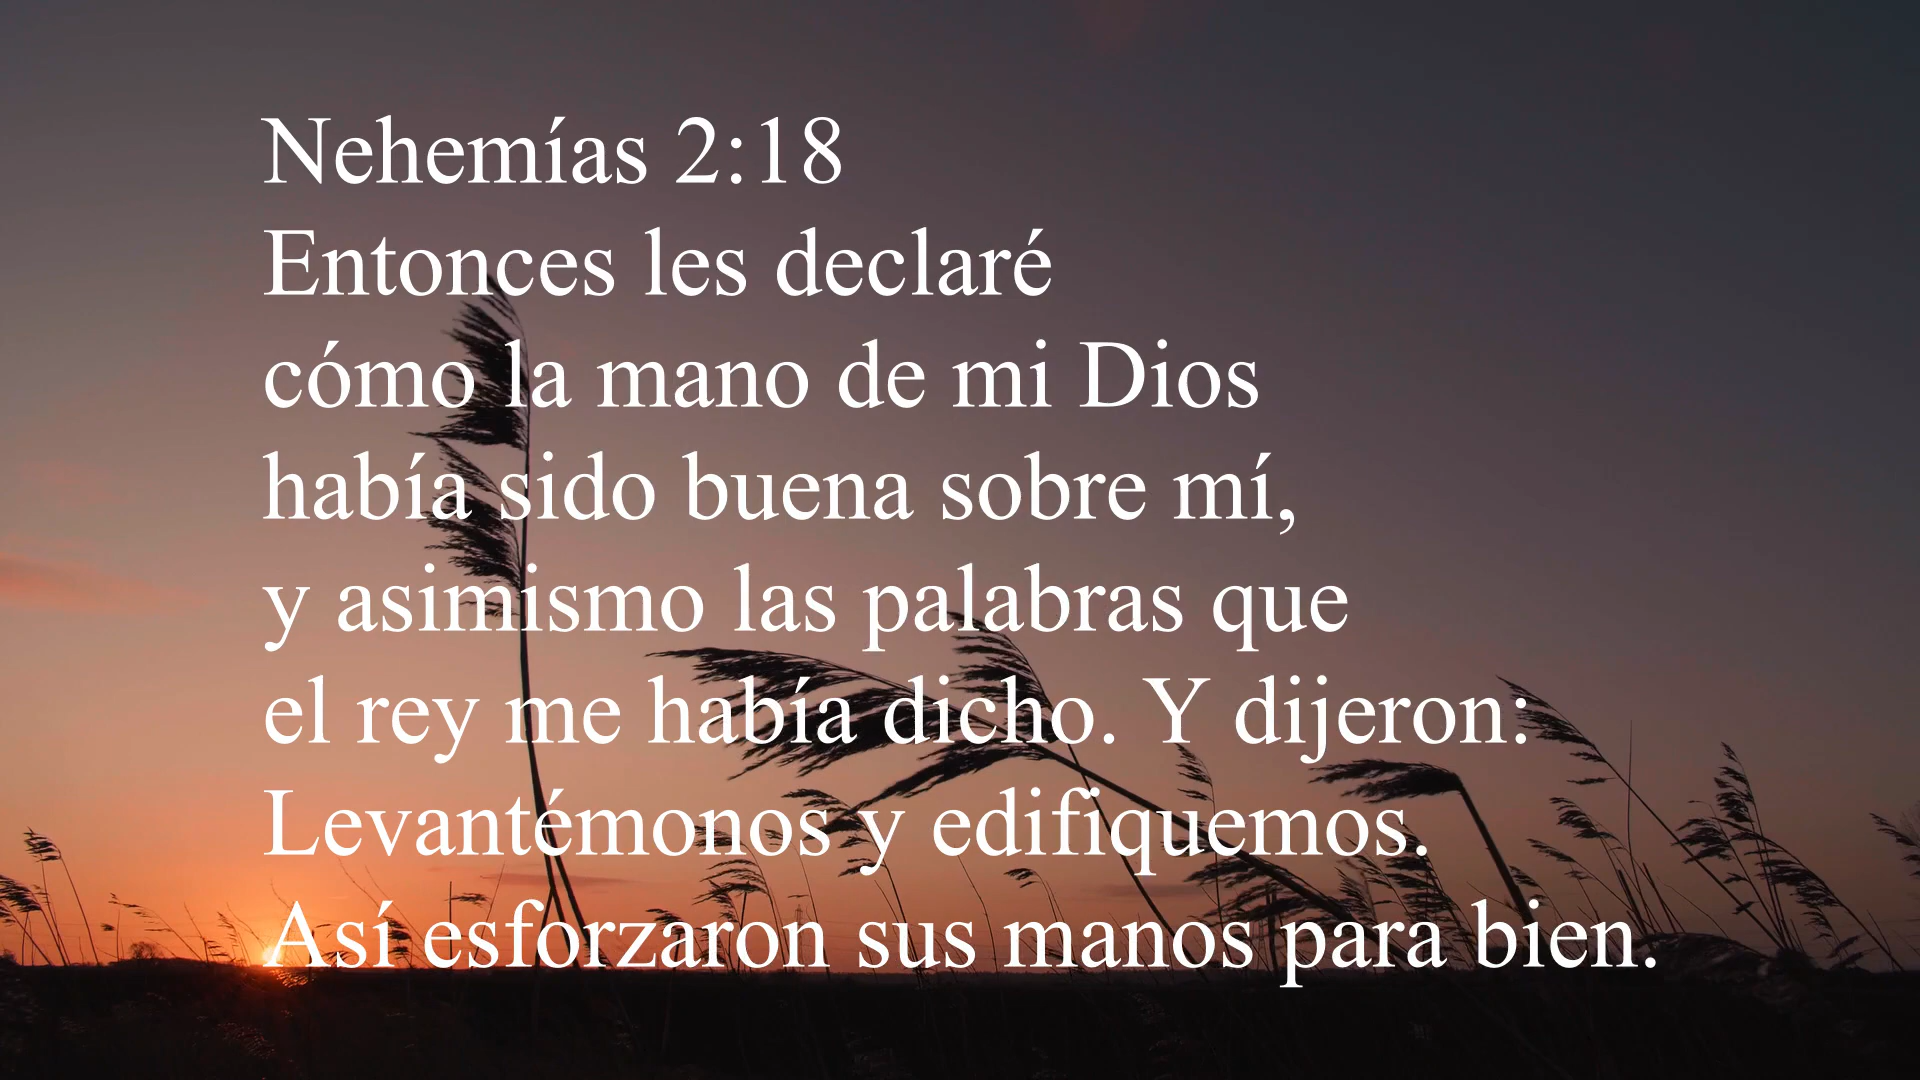 Nehemías 2:18
Entonces les declaré
cómo la mano de mi Dios
había sido buena sobre mí,
y asimismo las palabras que
el rey me había dicho. Y dijeron:
Levantémonos y edifiquemos.
Así esforzaron sus manos para bien.